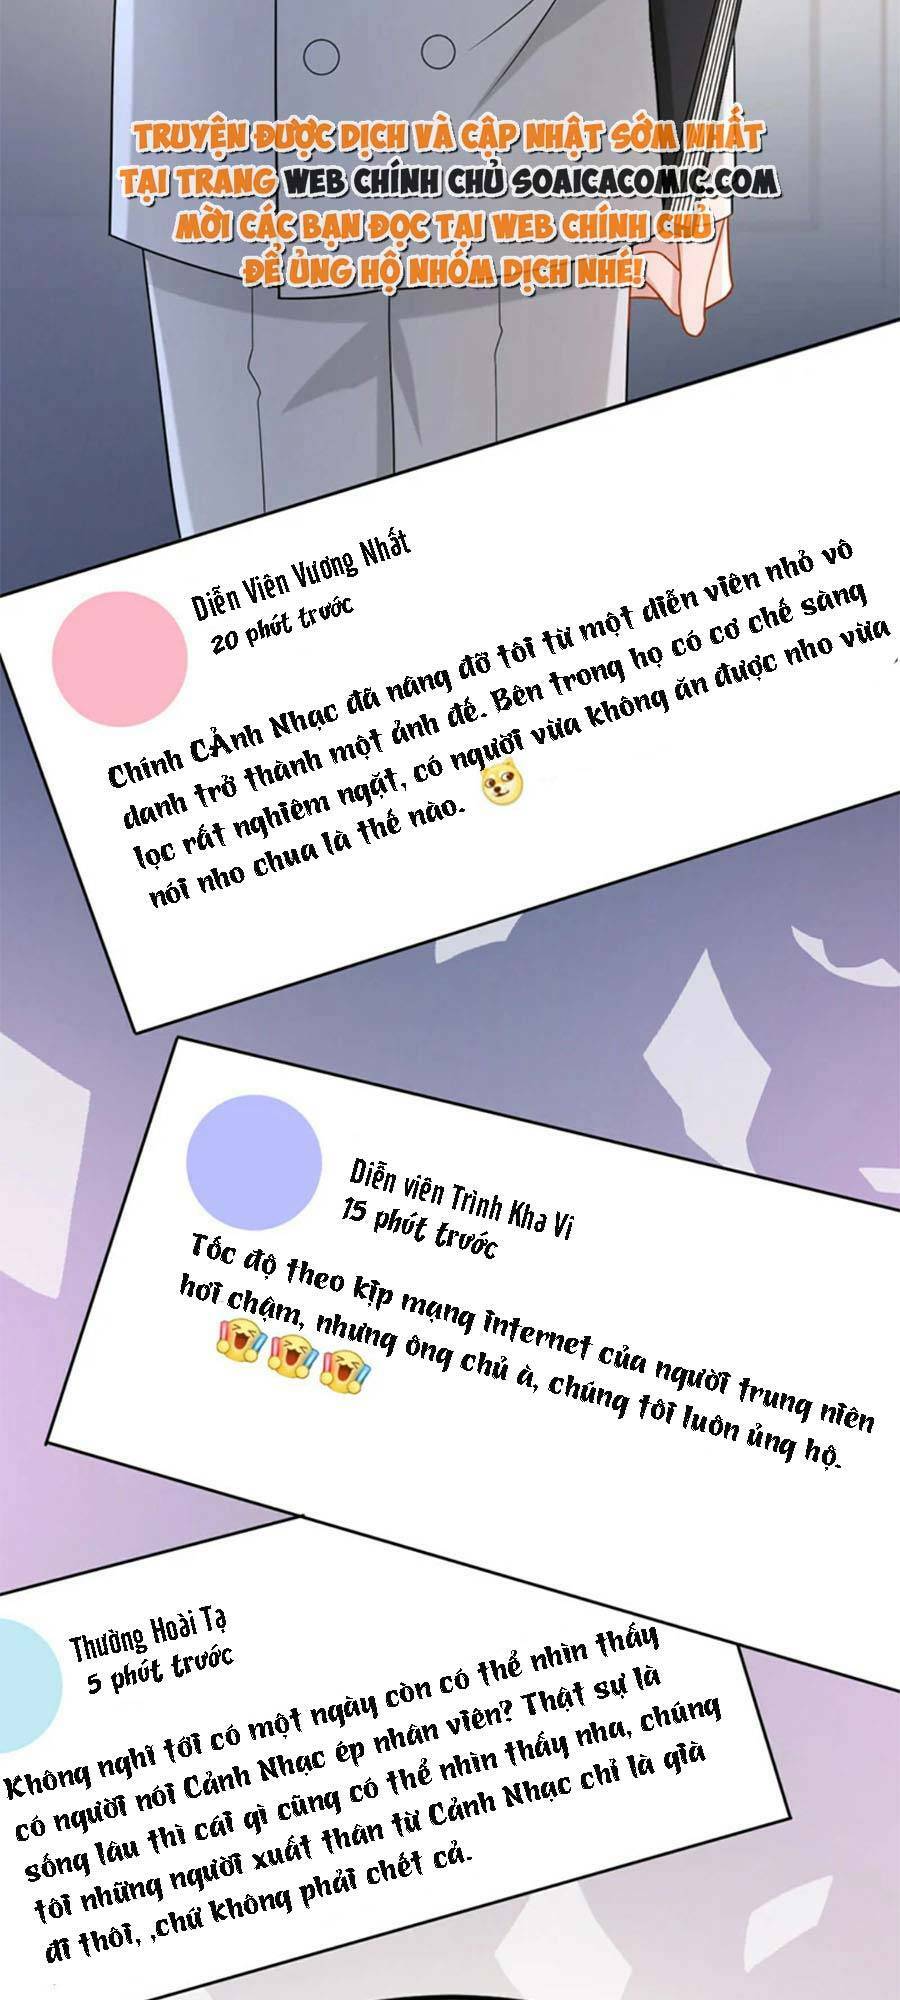 TRUYỆN ĐƯỢC DỊCH VÀ CẬP NHẬT SỚM NHẤT
TẠI TRANG WEB CHÍNH CHỦ SOAICACOMIC.COM
MỜI CÁC BẠN ĐỌC TẠI WEB CHÍNH CHỦ
ĐỂ ỦNG HỘ NHÓM DỊCH NHÉ!
Diễn Viên Vương Nhất
20 phút trước
Chính CẢnh Nhạc đã nâng đỡ tôi từ một diễn viên nhỏ vô
danh trở thành một ảnh đế. Bên trong họ có cơ chế sàng
lọc rất nghiêm ngặt, có người vừa không ăn được nho vừa
nói nho chua là thế nào.
Diễn viên Trình Kha Vi
15 phút trước
Tốc độ theo kịp mạng internet của người trung niên
hơi chậm, nhưng ông chủ à, chúng tôi luôn ủng hộ.
Thường Hoài Tạ
5 phút trước
Không nghĩ tới có một ngày còn có thể nhìn thấy
có người nói Cảnh Nhạc ép nhân viên? Thật sự là
sống lâu thì cái gì cũng có thể nhìn thấy nha, chúng
tôi những người xuất thân từ Cảnh Nhạc chỉ là già
đi thôi, ,chứ không phải chết cả.